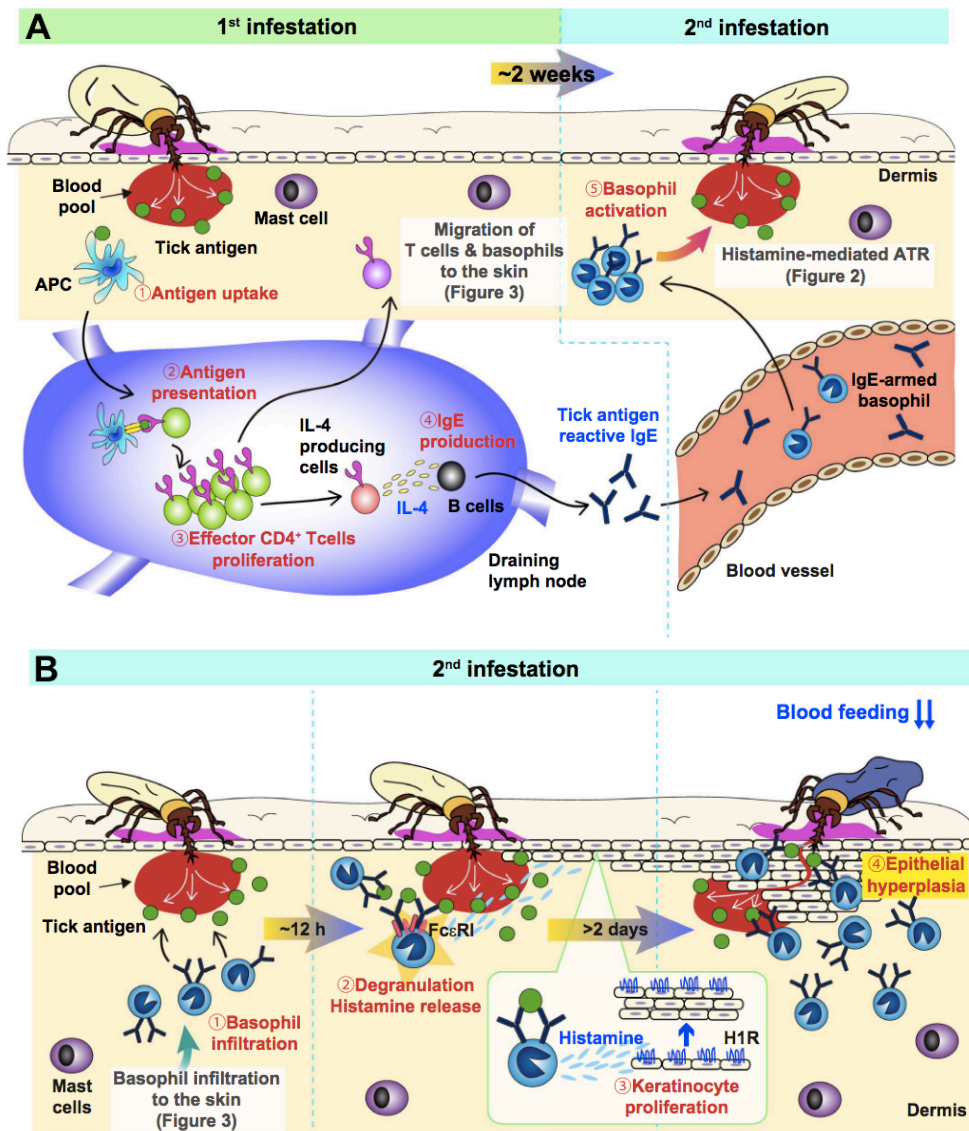 A
1st infestation
2nd infestation
~2 weeks
Dermis
Blood
pool
Tick antigen
Mast cell
APC
①Antigen uptake
Migration of
T cells & basophils
to the skin
(Figure 3)
⑤Basophil
activation
Histamine-mediated ATR
(Figure 2)
②Antigen
presentation
IL-4
producing
cells
④IgE
proiduction
IL-4
B cells
③Effector CD4+ Tcells
proliferation
Draining
lymph node
Tick antigen
reactive IgE
IgE-armed
basophil
Blood vessel
B
2nd infestation
Blood feeding
Blood
pool
Tick antigen
~12 h
FcεRI
>2 days
④Epithelial
hyperplasia
①Basophil
infiltration
②Degranulation
Histamine release
Histamine
H1R
③Keratinocyte
proliferation
Mast
cells
Basophil infiltration
to the skin
(Figure 3)
Dermis